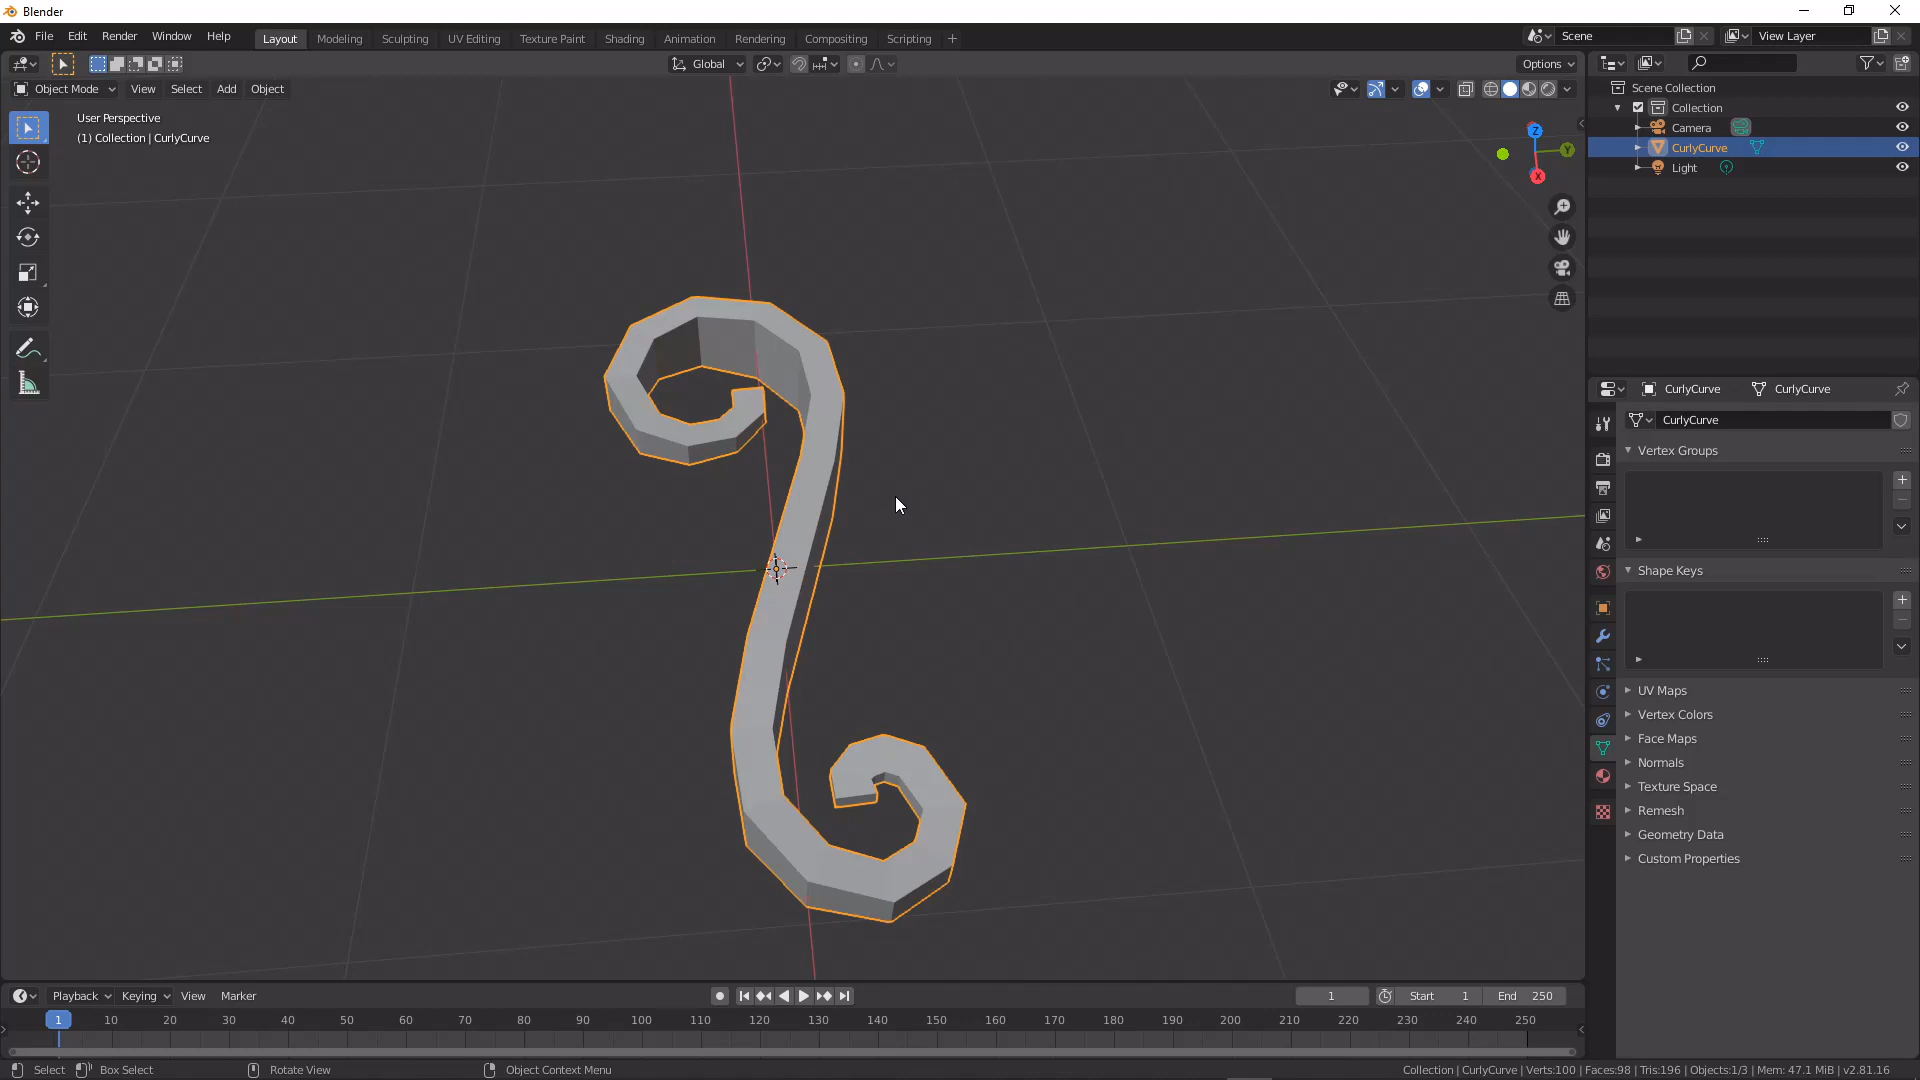 Blender
File Edit Render Window Help Layout Modeling Sculpting UV Editing Texture Paint Shading Animation Rendering Compositing Scripting + Scene View Layer
Global Options
Object Mode View Select Add Object
User Perspective
(1) Collection | CurlyCurve
Z
Y
X
Scene Collection
Collection
Camera
CurlyCurve
Light
CurlyCurve CurlyCurve
CurlyCurve
Vertex Groups
Shape Keys
UV Maps
Vertex Colors
Face Maps
Normals
Texture Space
Remesh
Geometry Data
Custom Properties
Playback Keying View Marker 1 Start 1 End 250
1 10 20 30 40 50 60 70 80 90 100 110 120 130 140 150 160 170 180 190 200 210 220 230 240 250
Select Box Select Rotate View Object Context Menu Collection | CurlyCurve | Verts:100 | Faces:98 | Tris:196 | Objects:1/3 | Mem: 47.1 MiB | v2.81.16